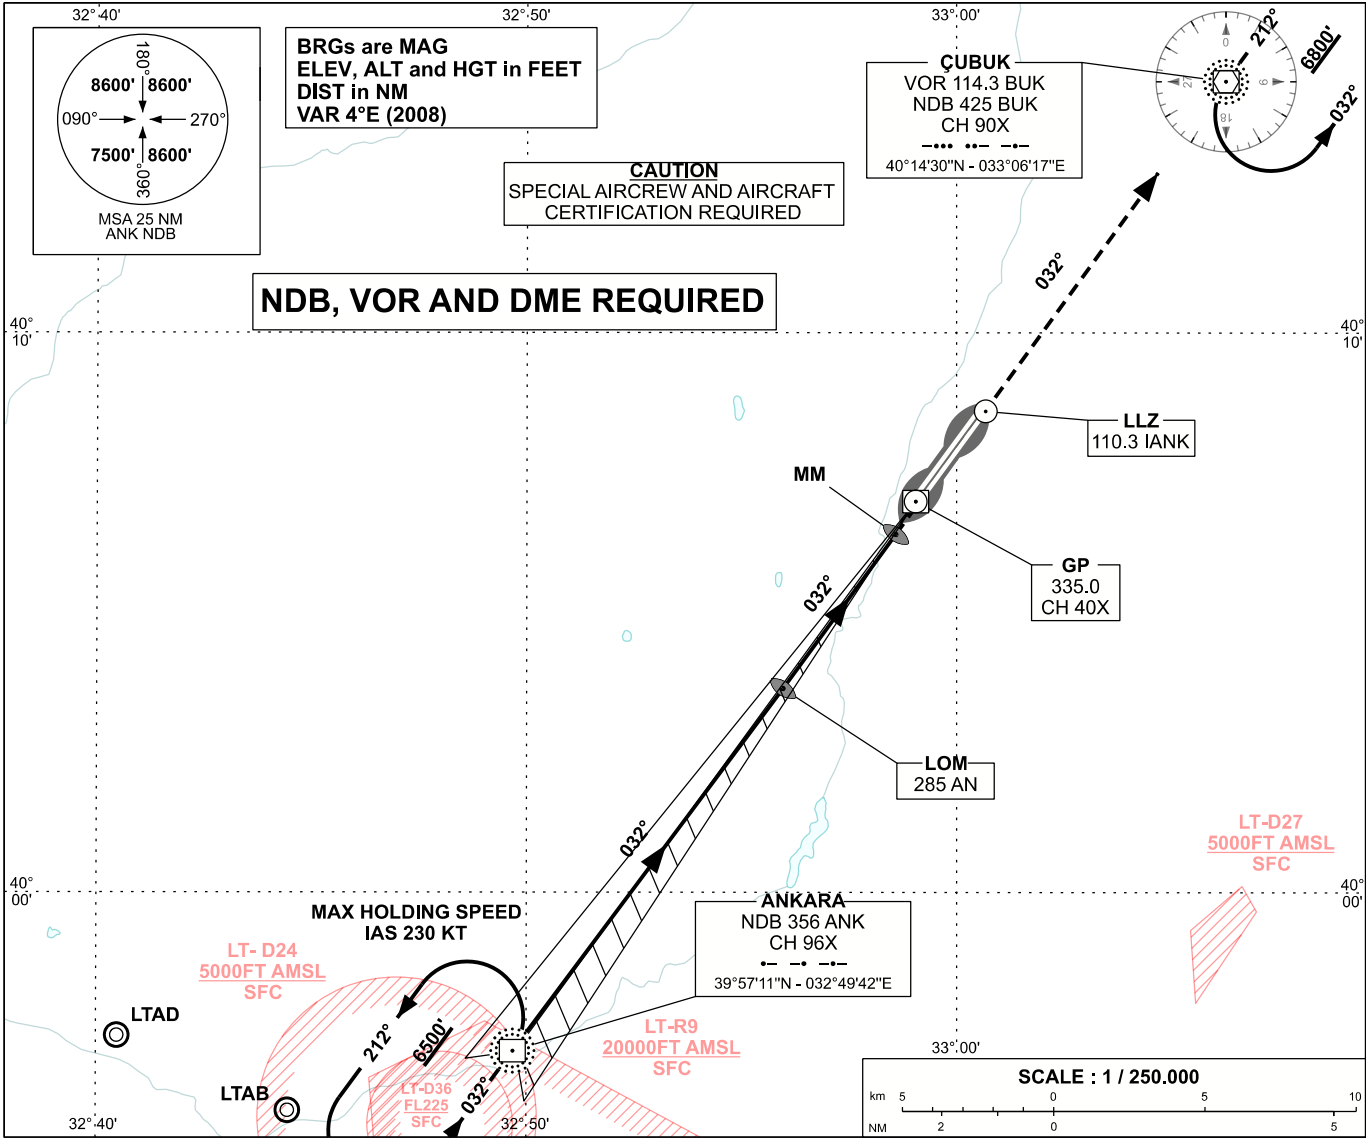 32°40'
32°50'
33°00'
180°
8600' 8600'
090° 270°
7500' 8600'
360°
MSA 25 NM
ANK NDB
BRGs are MAG
ELEV, ALT and HGT in FEET
DIST in NM
VAR 4°E (2008)
CAUTION
SPECIAL AIRCREW AND AIRCRAFT
CERTIFICATION REQUIRED
ÇUBUK
VOR 114.3 BUK
NDB 425 BUK
CH 90X
40°14'30"N - 033°06'17"E
0
9
18
27
212°
6800'
032°
NDB, VOR AND DME REQUIRED
032°
40°
10'
40°
10'
LLZ
110.3 IANK
MM
GP
335.0
CH 40X
032°
LOM
285 AN
032°
LT-D27
5000FT AMSL
SFC
40°
00'
40°
00'
ANKARA
NDB 356 ANK
CH 96X
39°57'11"N - 032°49'42"E
MAX HOLDING SPEED
IAS 230 KT
LT- D24
5000FT AMSL
SFC
LTAD
212°
6500'
LT-R9
20000FT AMSL
SFC
LTAB
LT-D36
FL225
SFC
032°
32°40'
32°50'
33°00'
SCALE : 1 / 250.000
km 5 0 5 10
NM 2 0 5